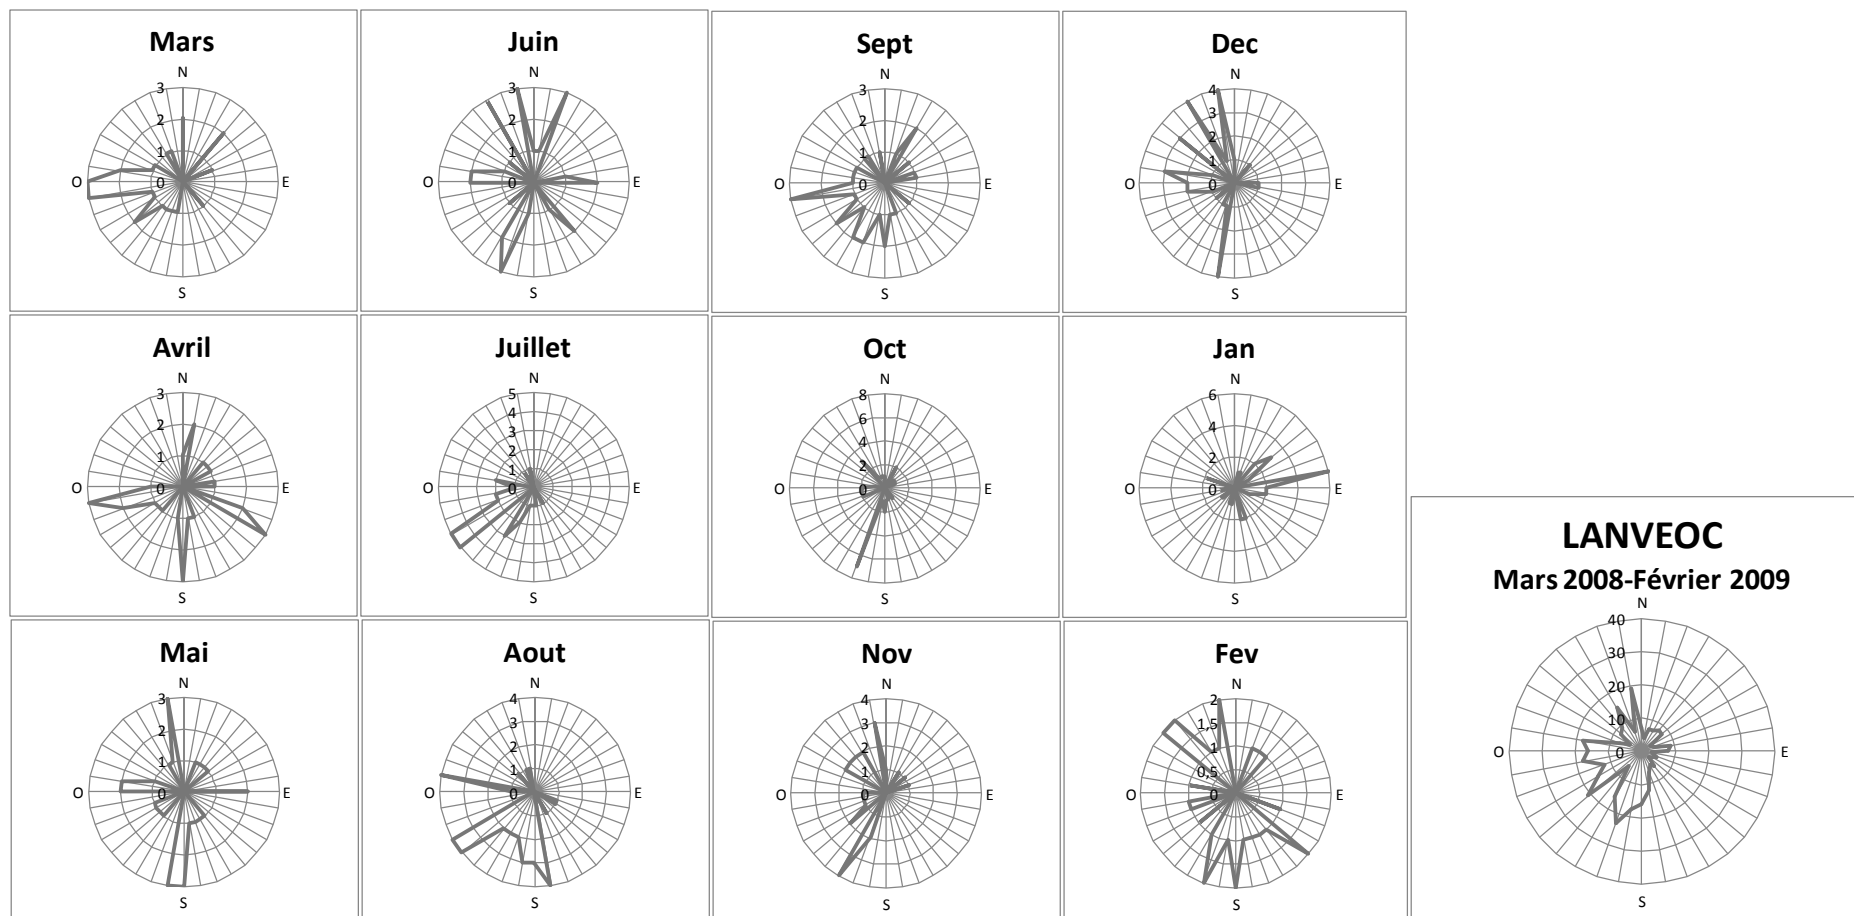 Mars
N
3
2
1
0
O
E
S
Juin
N
3
2
1
0
O
E
S
Sept
N
3
2
1
0
O
E
S
Dec
N
4
3
2
1
0
O
E
S
Avril
N
3
2
1
0
O
E
S
Juillet
N
5
4
3
2
1
0
O
E
S
Oct
N
8
6
4
2
0
O
E
S
Jan
N
6
4
2
0
O
E
S
Mai
N
3
2
1
0
O
E
S
Aout
N
4
3
2
1
0
O
E
S
Nov
N
4
3
2
1
0
O
E
S
Fev
N
2
1,5
1
0,5
0
O
E
S
LANVEOC
Mars 2008-Février 2009
N
40
30
20
10
0
O
E
S